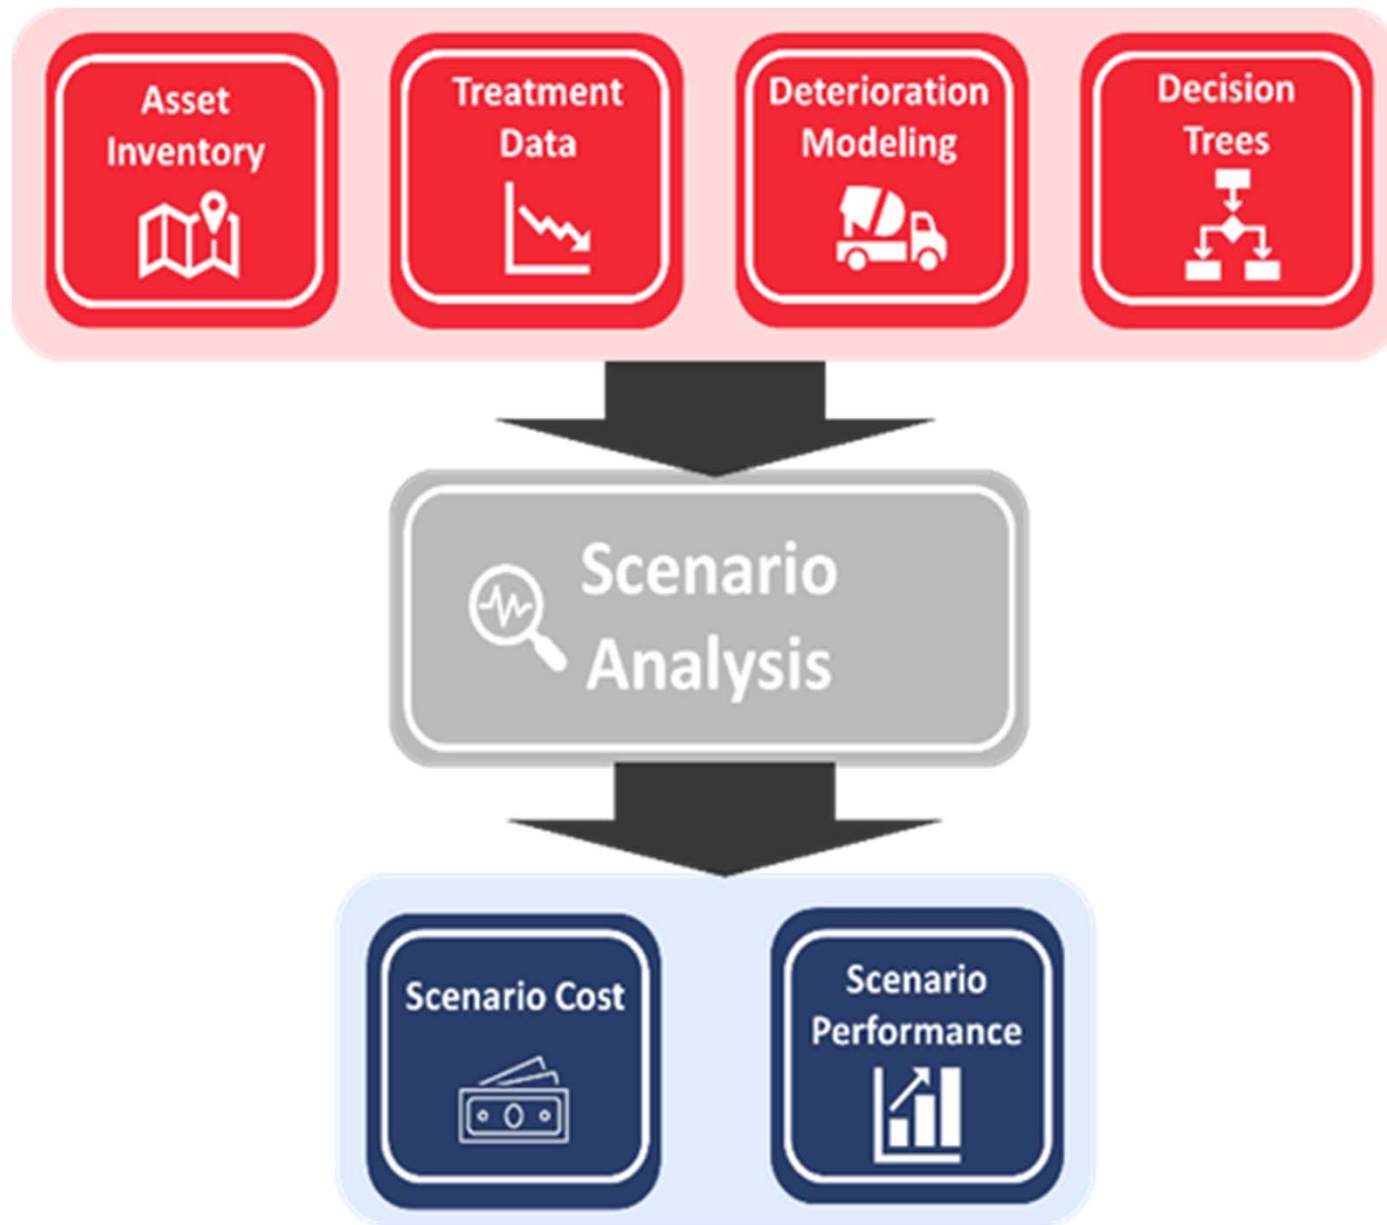 Asset
Inventory
Treatment
Data
Deterioration
Modeling
Decision
Trees
Scenario
Analysis
Scenario Cost
Scenario
Performance